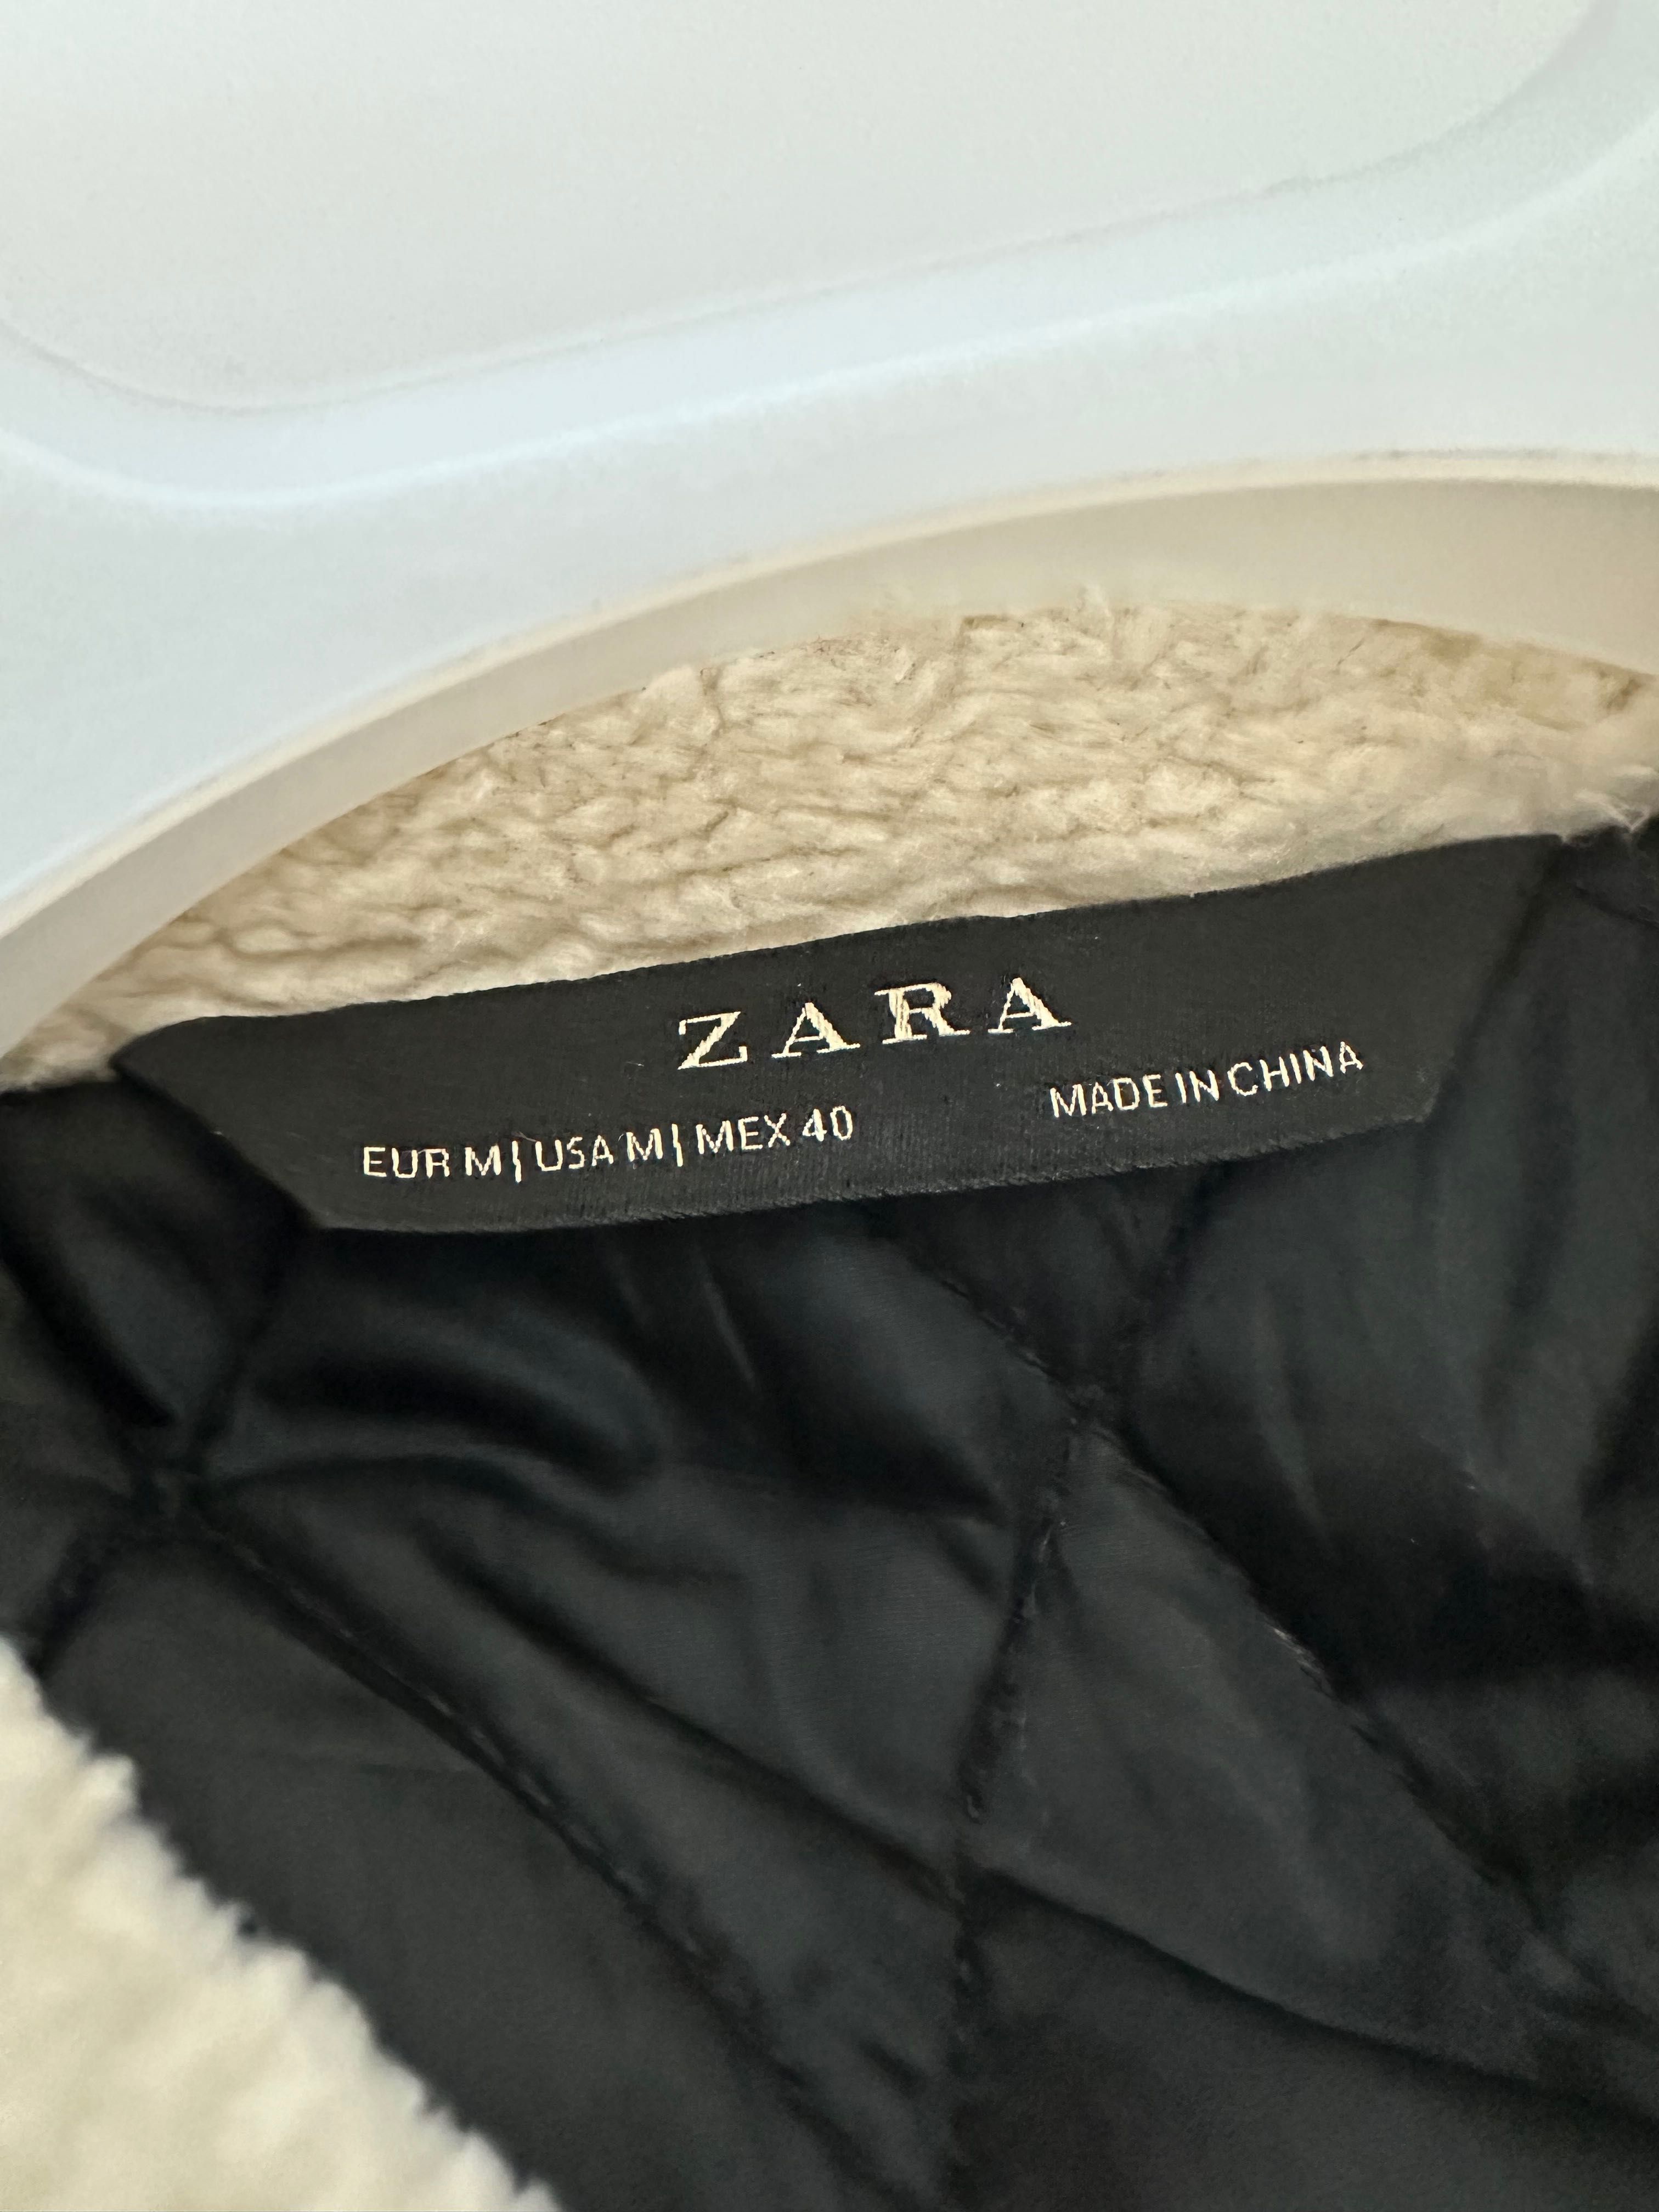 ZARA
EUR M | USA M | MEX 40 MADE IN CHINA